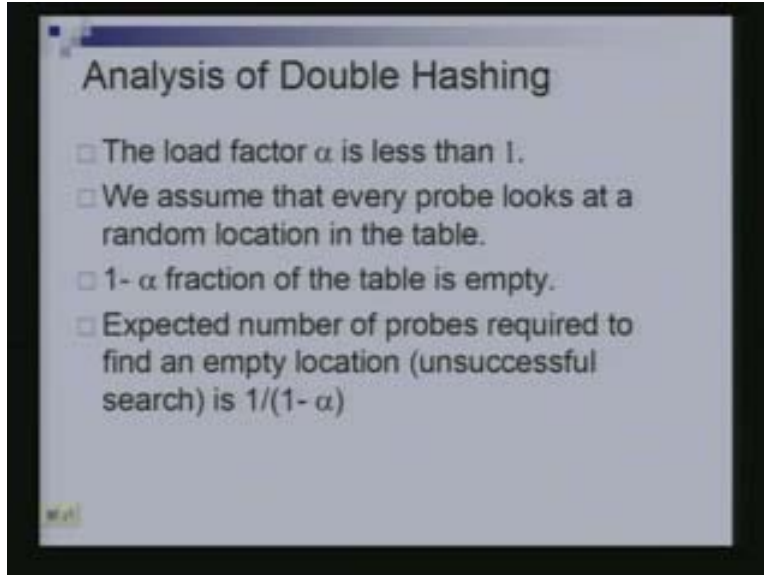 Analysis of Double Hashing
The load factor α is less than 1.
We assume that every probe looks at a
random location in the table.
1- α fraction of the table is empty.
Expected number of probes required to
find an empty location (unsuccessful
search) is 1/(1- α)